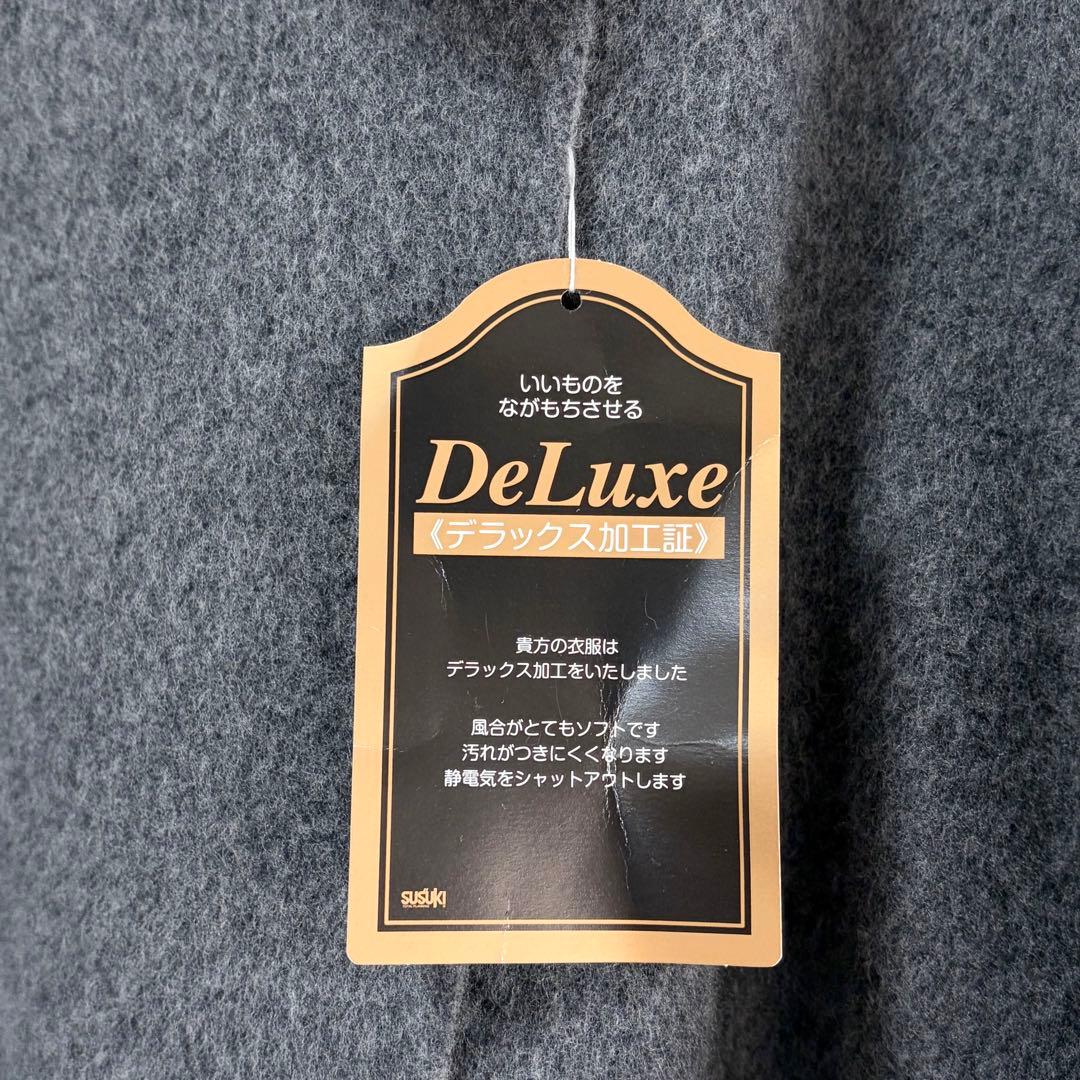 いいものを
ながもちさせる
DeLuxe
《デラックス加工証》
貴方の衣服は
デラックス加工をいたしました
風合がとてもソフトです
汚れがつきにくくなります
静電気をシャットアウトします
SUSUKI